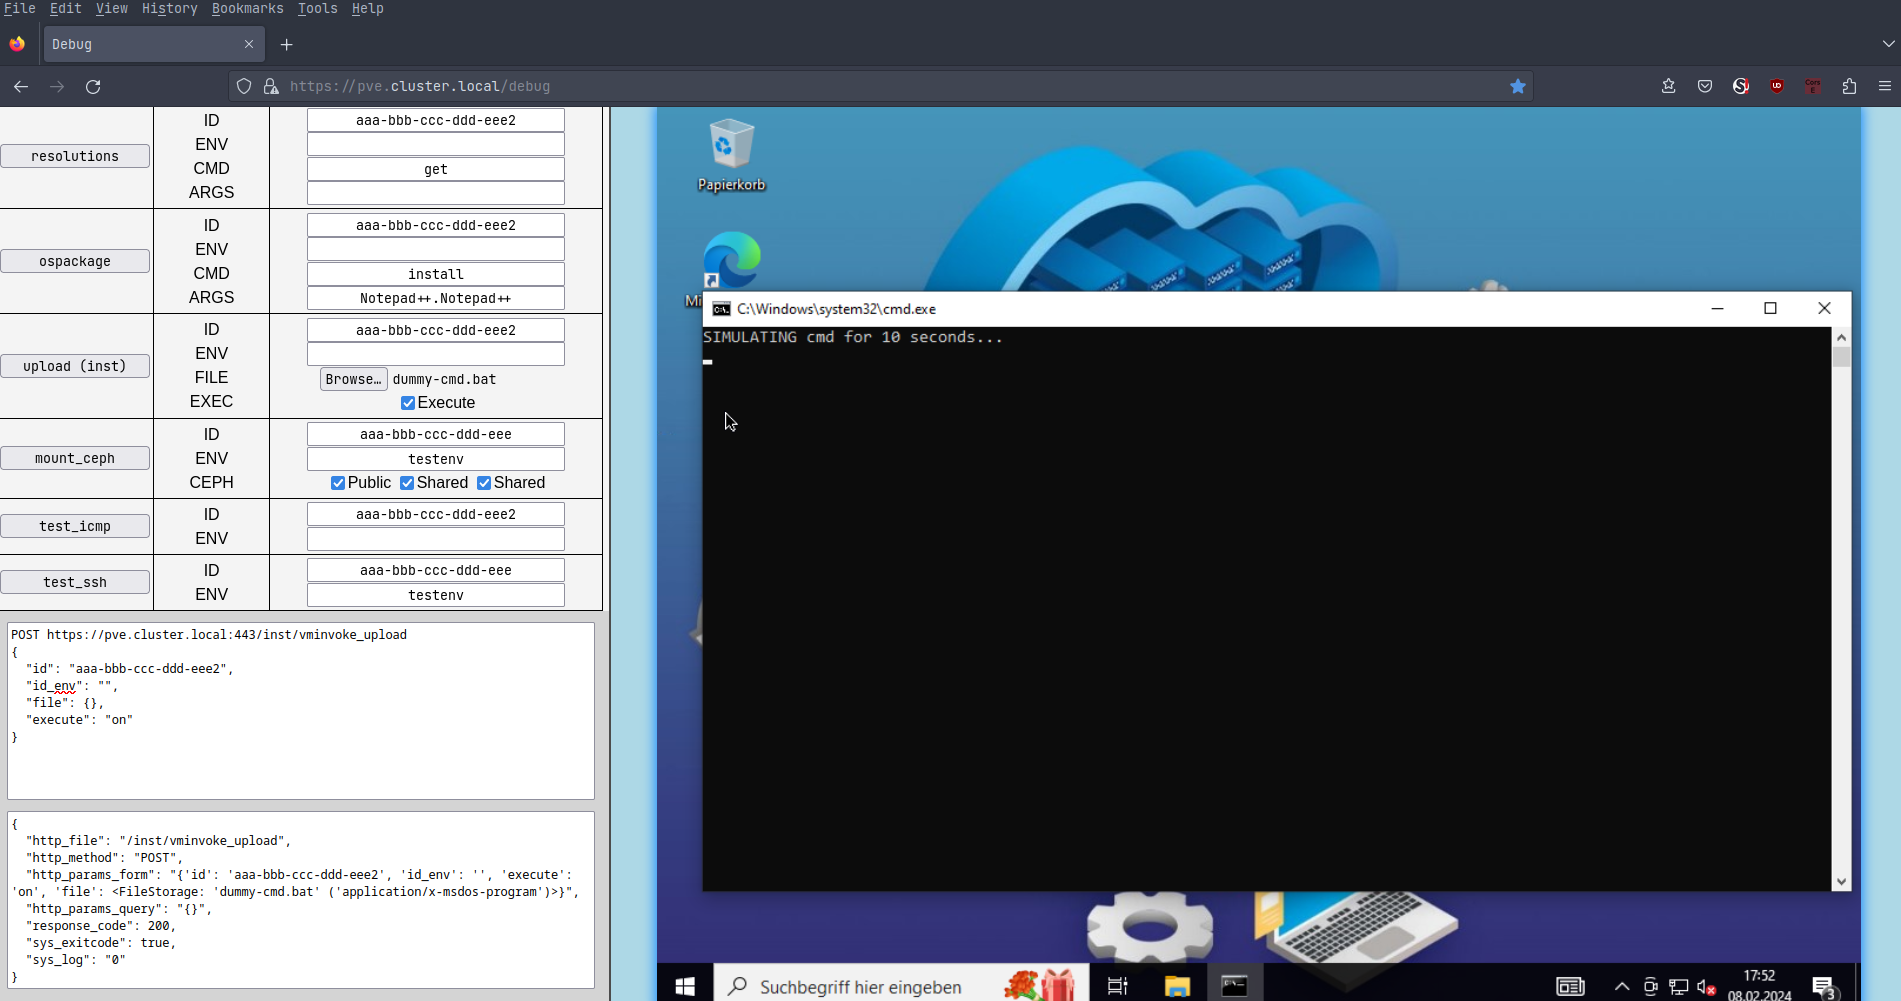 File Edit View History Bookmarks Tools Help
Debug
https://pve.cluster.local/debug
resolutions
ID aaa-bbb-ccc-ddd-eee2
ENV
CMD get
ARGS
ospackage
ID aaa-bbb-ccc-ddd-eee2
ENV
CMD install
ARGS Notepad++.Notepad++
upload (inst)
ID aaa-bbb-ccc-ddd-eee2
ENV
FILE Browse… dummy-cmd.bat
EXEC Execute
mount_ceph
ID aaa-bbb-ccc-ddd-eee
ENV testenv
CEPH Public Shared Shared
test_icmp
ID aaa-bbb-ccc-ddd-eee2
ENV
test_ssh
ID aaa-bbb-ccc-ddd-eee
ENV testenv
POST https://pve.cluster.local:443/inst/vminvoke_upload
{
  "id": "aaa-bbb-ccc-ddd-eee2",
  "id_env": "",
  "file": {},
  "execute": "on"
}
{
  "http_file": "/inst/vminvoke_upload",
  "http_method": "POST",
  "http_params_form": "{'id': 'aaa-bbb-ccc-ddd-eee2', 'id_env': '', 'execute':
'on', 'file': <FileStorage: 'dummy-cmd.bat' ('application/x-msdos-program')>}",
  "http_params_query": "{}",
  "response_code": 200,
  "sys_exitcode": true,
  "sys_log": "0"
}
Papierkorb
C:\Windows\system32\cmd.exe
SIMULATING cmd for 10 seconds...
Suchbegriff hier eingeben
17:52
08.02.2024
3